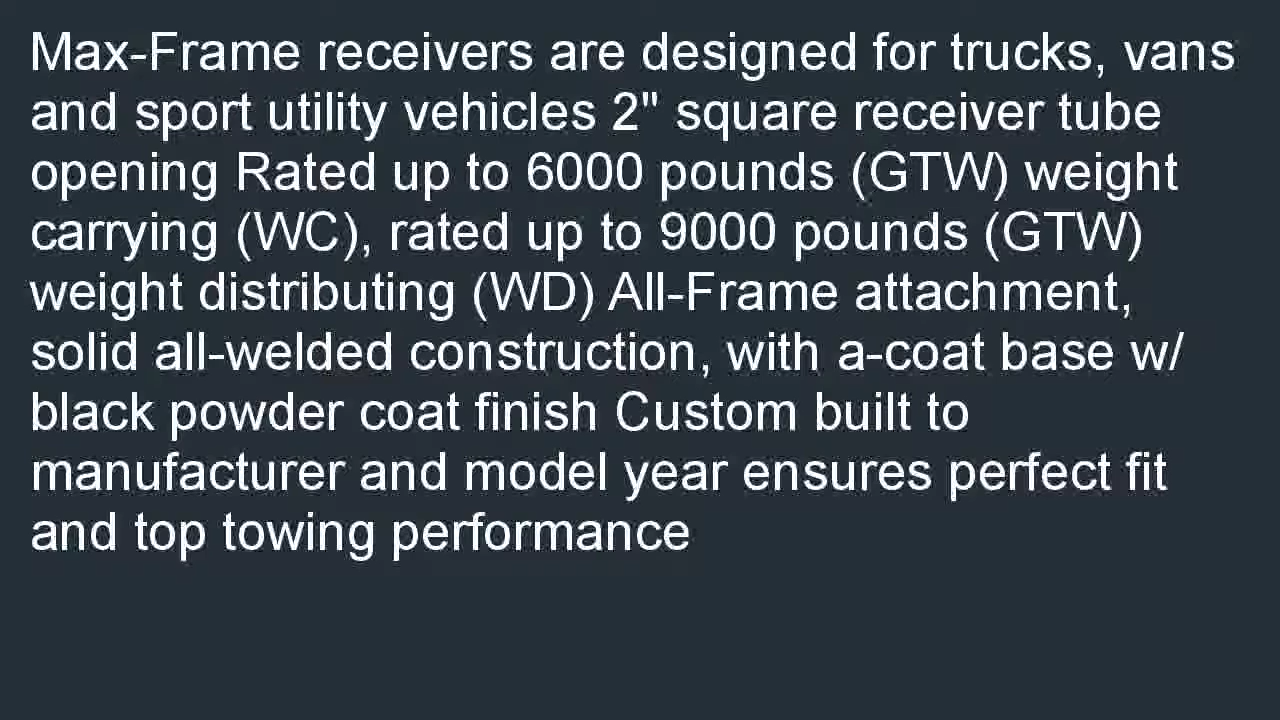 Max-Frame receivers are designed for trucks, vans
and sport utility vehicles 2" square receiver tube
opening Rated up to 6000 pounds (GTW) weight
carrying (WC), rated up to 9000 pounds (GTW)
weight distributing (WD) All-Frame attachment,
solid all-welded construction, with a-coat base w/
black powder coat finish Custom built to
manufacturer and model year ensures perfect fit
and top towing performance